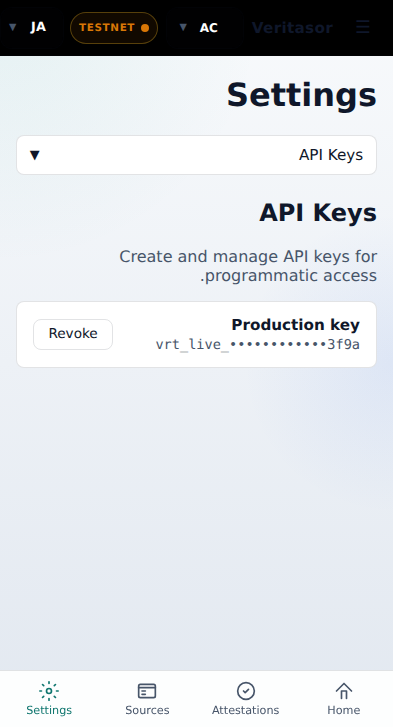 ☰ Veritasor AC ▼ TESTNET JA ▼
Settings
API Keys ▼
API Keys
Create and manage API keys for
programmatic access.
Production key
vrt_live_••••••••••••3f9a
Revoke
Home
Attestations
Sources
Settings